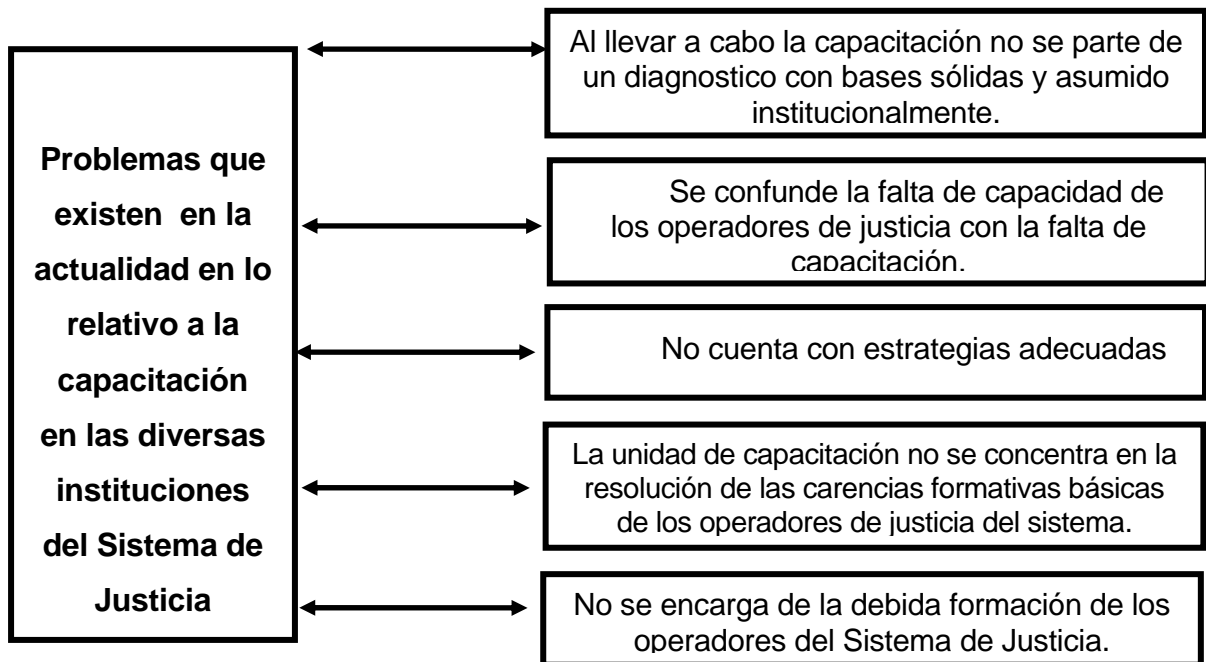 Problemas que
existen en la
actualidad en lo
relativo a la
capacitación
en las diversas
instituciones
del Sistema de
Justicia
Al llevar a cabo la capacitación no se parte de
un diagnostico con bases sólidas y asumido
institucionalmente.
Se confunde la falta de capacidad de
los operadores de justicia con la falta de
capacitación.
No cuenta con estrategias adecuadas
La unidad de capacitación no se concentra en la
resolución de las carencias formativas básicas
de los operadores de justicia del sistema.
No se encarga de la debida formación de los
operadores del Sistema de Justicia.